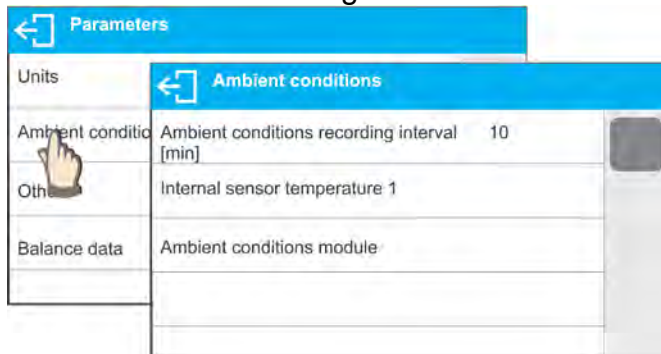 Parameters
Units
Ambient conditio
Oth
Balance data
Ambient conditions
Ambient conditions recording interval 10
[min]
Internal sensor temperature 1
Ambient conditions module